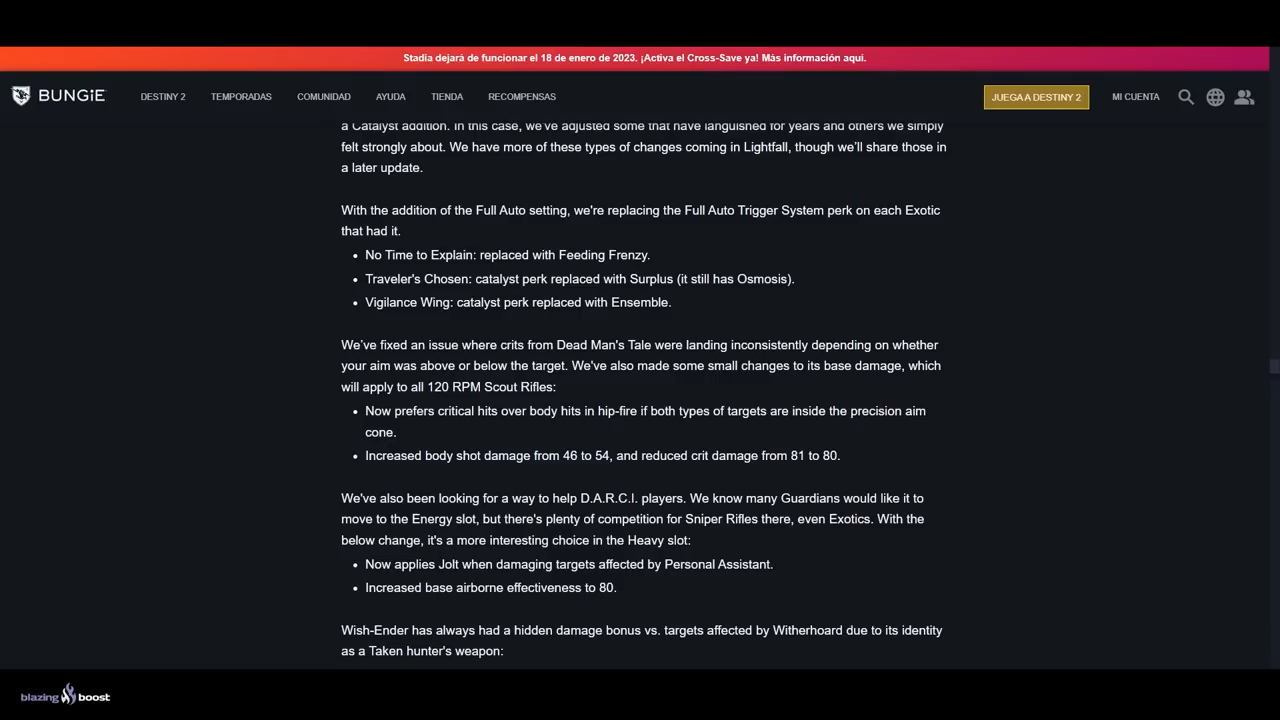 Stadia dejará de funcionar el 18 de enero de 2023. ¡Activa el Cross-Save ya! Más información aquí.
BUNGiE DESTINY 2 TEMPORADAS COMUNIDAD AYUDA TIENDA RECOMPENSAS JUEGA A DESTINY 2 MI CUENTA
a Catalyst addition. In this case, we've adjusted some that have languished for years and others we simply
felt strongly about. We have more of these types of changes coming in Lightfall, though we'll share those in
a later update.
With the addition of the Full Auto setting, we're replacing the Full Auto Trigger System perk on each Exotic
that had it.
• No Time to Explain: replaced with Feeding Frenzy.
• Traveler's Chosen: catalyst perk replaced with Surplus (it still has Osmosis).
• Vigilance Wing: catalyst perk replaced with Ensemble.
We've fixed an issue where crits from Dead Man's Tale were landing inconsistently depending on whether
your aim was above or below the target. We've also made some small changes to its base damage, which
will apply to all 120 RPM Scout Rifles:
• Now prefers critical hits over body hits in hip-fire if both types of targets are inside the precision aim
cone.
• Increased body shot damage from 46 to 54, and reduced crit damage from 81 to 80.
We've also been looking for a way to help D.A.R.C.I. players. We know many Guardians would like it to
move to the Energy slot, but there's plenty of competition for Sniper Rifles there, even Exotics. With the
below change, it's a more interesting choice in the Heavy slot:
• Now applies Jolt when damaging targets affected by Personal Assistant.
• Increased base airborne effectiveness to 80.
Wish-Ender has always had a hidden damage bonus vs. targets affected by Witherhoard due to its identity
as a Taken hunter's weapon:
blazing boost